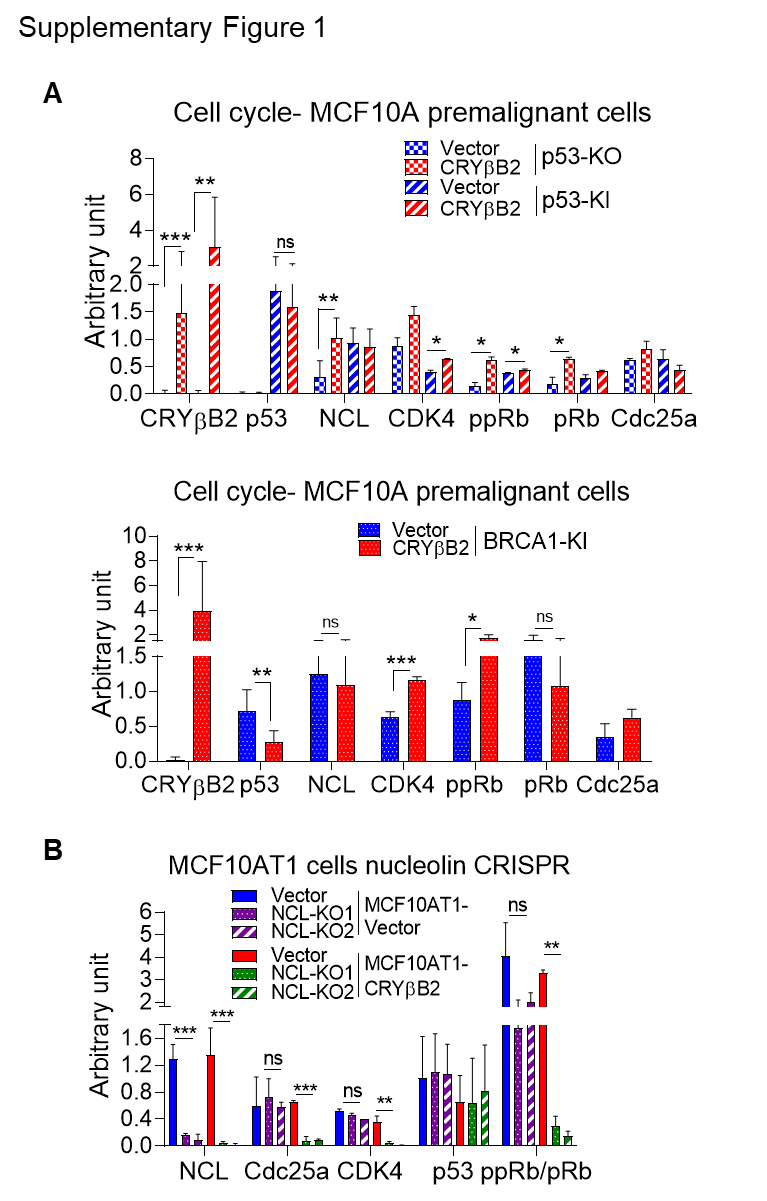 Supplementary Figure 1
A
Cell cycle- MCF10A premalignant cells
Vector
CRYβB2
p53-KO
Vector
CRYβB2
p53-KI
Arbitrary unit
8
6
4
2
2.0
1.5
1.0
0.5
0.0
*** ** ns ** * * * *
CRYβB2 p53 NCL CDK4 ppRb pRb Cdc25a
Cell cycle- MCF10A premalignant cells
Vector
CRYβB2
BRCA1-KI
Arbitrary unit
10
8
6
4
2
1.5
1.0
0.5
0.0
*** ** ns *** * ns
CRYβB2 p53 NCL CDK4 ppRb pRb Cdc25a
B
MCF10AT1 cells nucleolin CRISPR
Vector
NCL-KO1
NCL-KO2
MCF10AT1-
Vector
Vector
NCL-KO1
NCL-KO2
MCF10AT1-
CRYβB2
Arbitrary unit
6
5
4
3
2
1.6
1.2
0.8
0.4
0.0
*** *** ns *** ns ** ns **
NCL Cdc25a CDK4 p53 ppRb/pRb